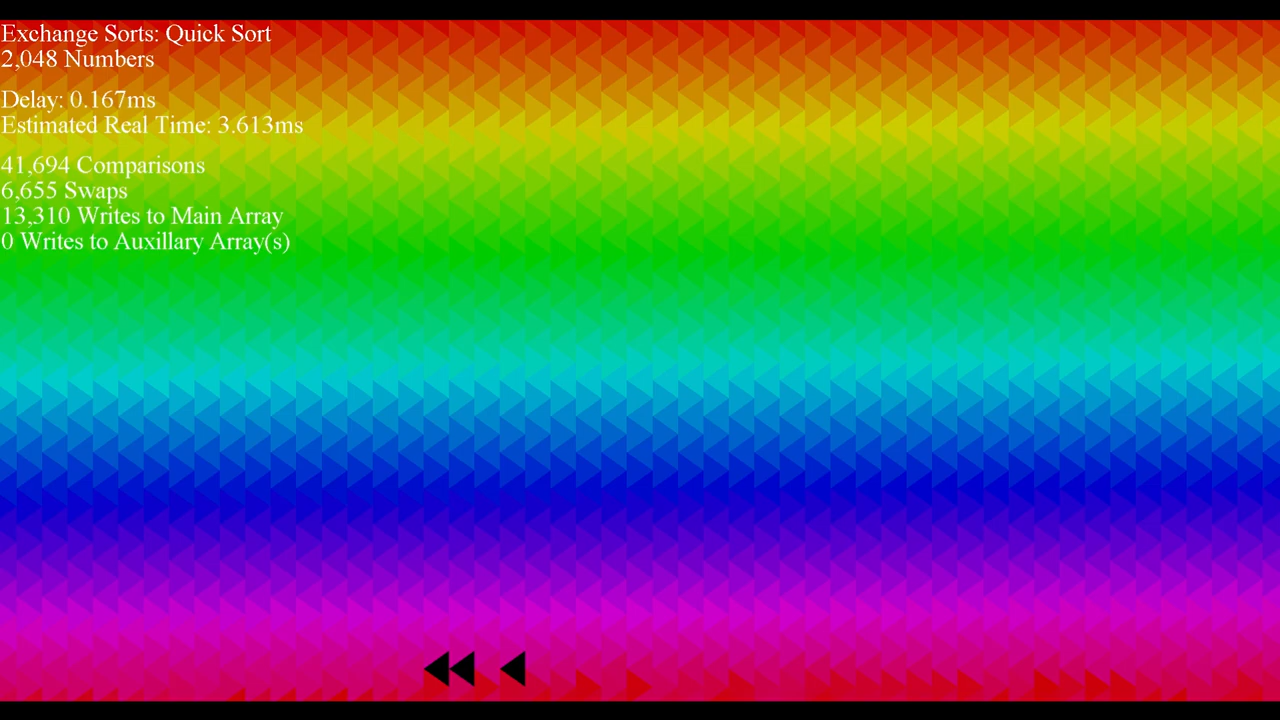 Exchange Sorts: Quick Sort
2,048 Numbers
Delay: 0.167ms
Estimated Real Time: 3.613ms
41,694 Comparisons
6,655 Swaps
13,310 Writes to Main Array
0 Writes to Auxillary Array(s)